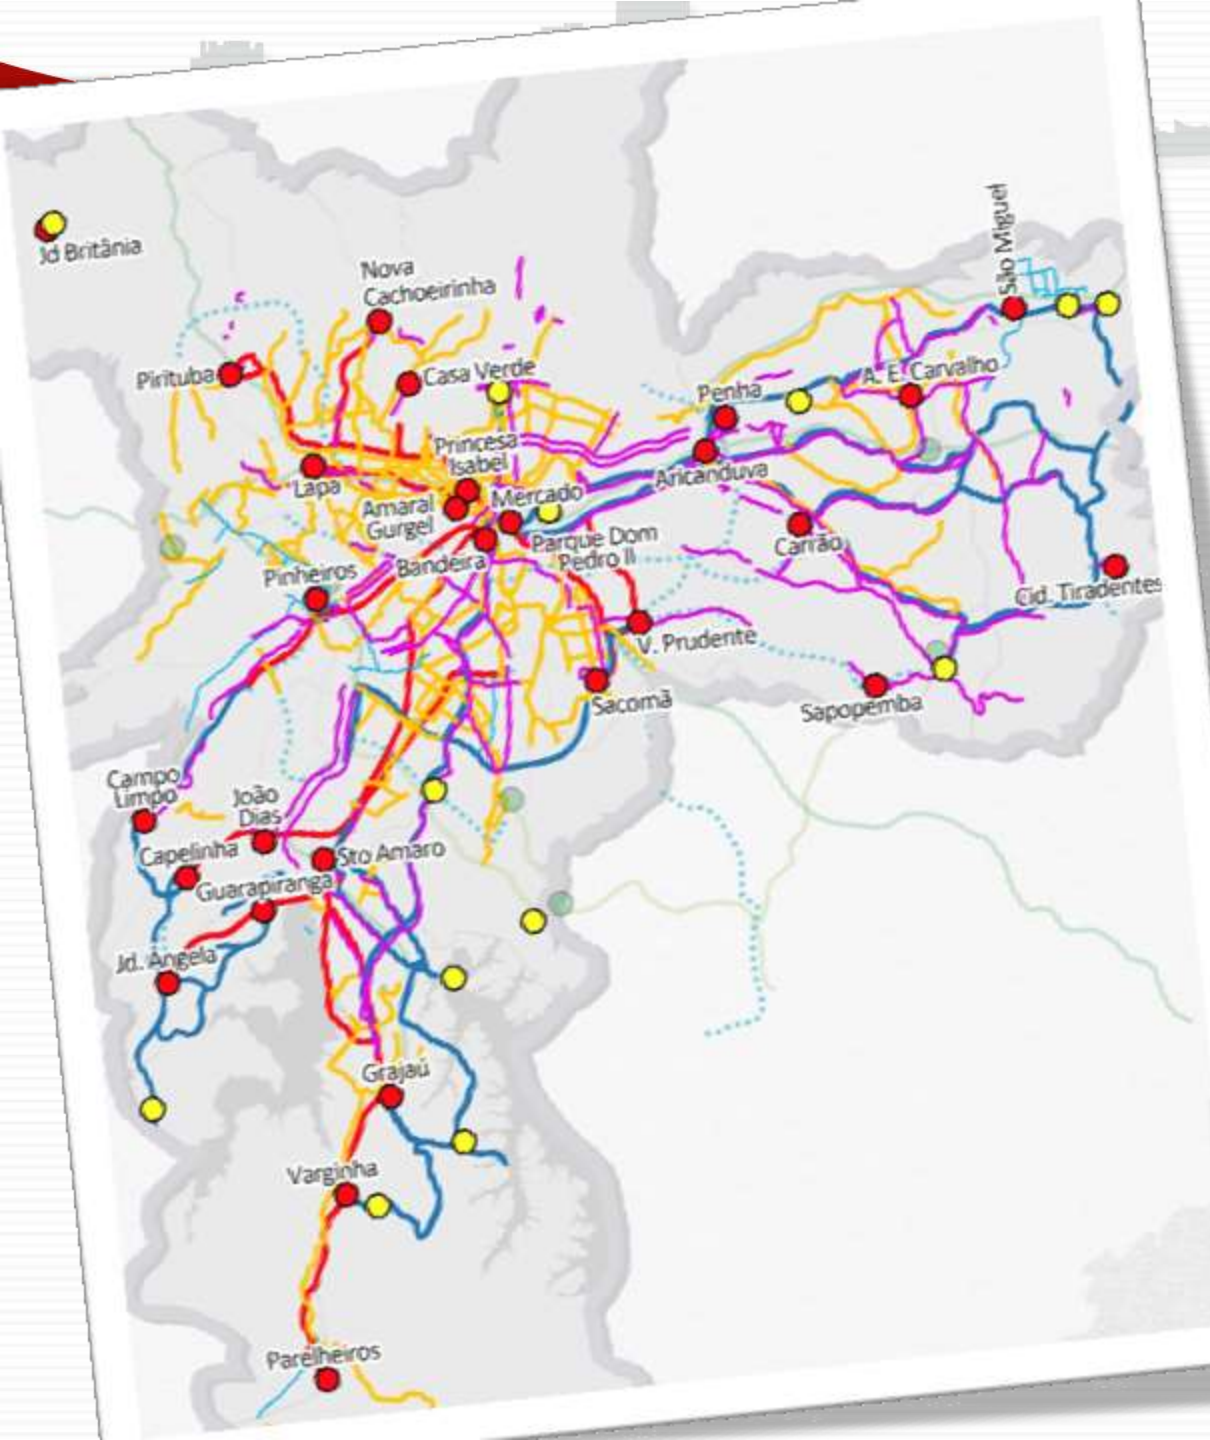 São Miguel
Jd Britânia
Nova
Cachoeirinha
Pirituba
Casa Verde
A. E. Carvalho
Penha
Princesa
Isabel
Lapa
Aricanduva
Amaral
Gurgel
Mercado
Parque Dom
Pedro II
Carrão
Bandeira
Pinheiros
Cid. Tiradentes
V. Prudente
Sacomã
Sapopemba
Campo
Limpo
João
Dias
Capelinha
Sto Amaro
Guarapiranga
Jd. Angela
Grajaú
Varginha
Parelheiros